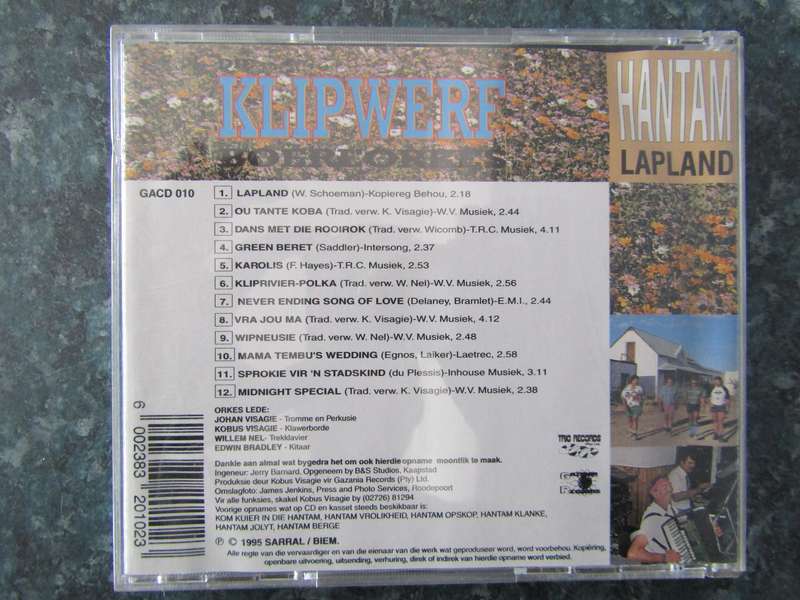 KLIPWERF
BOEREORKES
HANTAM
LAPLAND
GACD 010
1. LAPLAND (W. Schoeman)-Kopiereg Behou, 2.18
2. OU TANTE KOBA (Trad. verw. K. Visagie)-W.V. Musiek, 2.44
3. DANS MET DIE ROOIROK (Trad. verw. Wicomb)-T.R.C. Musiek, 4.11
4. GREEN BERET (Saddler)-Intersong, 2.37
5. KAROLIS (F. Hayes)-T.R.C. Musiek, 2.53
6. KLIPRIVIER-POLKA (Trad. verw. W. Nel)-W.V. Musiek, 2.56
7. NEVER ENDING SONG OF LOVE (Delaney, Bramlet)-E.M.I., 2.44
8. VRA JOU MA (Trad. verw. K. Visagie)-W.V. Musiek, 4.12
9. WIPNEUSIE (Trad. verw. W. Nel)-W.V. Musiek, 2.48
10. MAMA TEMBU'S WEDDING (Egnos, Laiker)-Laetrec, 2.58
11. SPROKIE VIR 'N STADSKIND (du Plessis)-Inhouse Musiek, 3.11
12. MIDNIGHT SPECIAL (Trad. verw. K. Visagie)-W.V. Musiek, 2.38
ORKES LEDE:
JOHAN VISAGIE - Tromme en Perkusie
KOBUS VISAGIE - Klawerborde
WILLEM NEL- Trekklavier
EDWIN BRADLEY - Kitaar
TRIO RECORDS
Dankie aan almal wat bygedra het om ook hierdie opname moontlik te maak.
Ingeneur: Jerry Barnard. Opgeneem by B&S Studios, Kaapstad
Produksie deur Kobus Visagie vir Gazania Records (Pty) Ltd.
Omslagfoto: James Jenkins, Press and Photo Services, Roodepoort
Vir alle funksies, skakel Kobus Visagie by (02726) 81294
Vorige opnames wat op CD en kasset steeds beskikbaar is:
KOM KUIER IN DIE HANTAM, HANTAM VROLIKHEID, HANTAM OPSKOP, HANTAM KLANKE,
HANTAM JOLYT, HANTAM BERGE
℗ © 1995 SARRAL / BIEM.
Alle regte van die vervaardiger en van die eienaar van die werk wat geproduseer word, word voorbehou. Kopiëring,
openbare uitvoering, uitsending, verhuring, direk of indirek van hierdie opname word verbied.
6 002383 201023